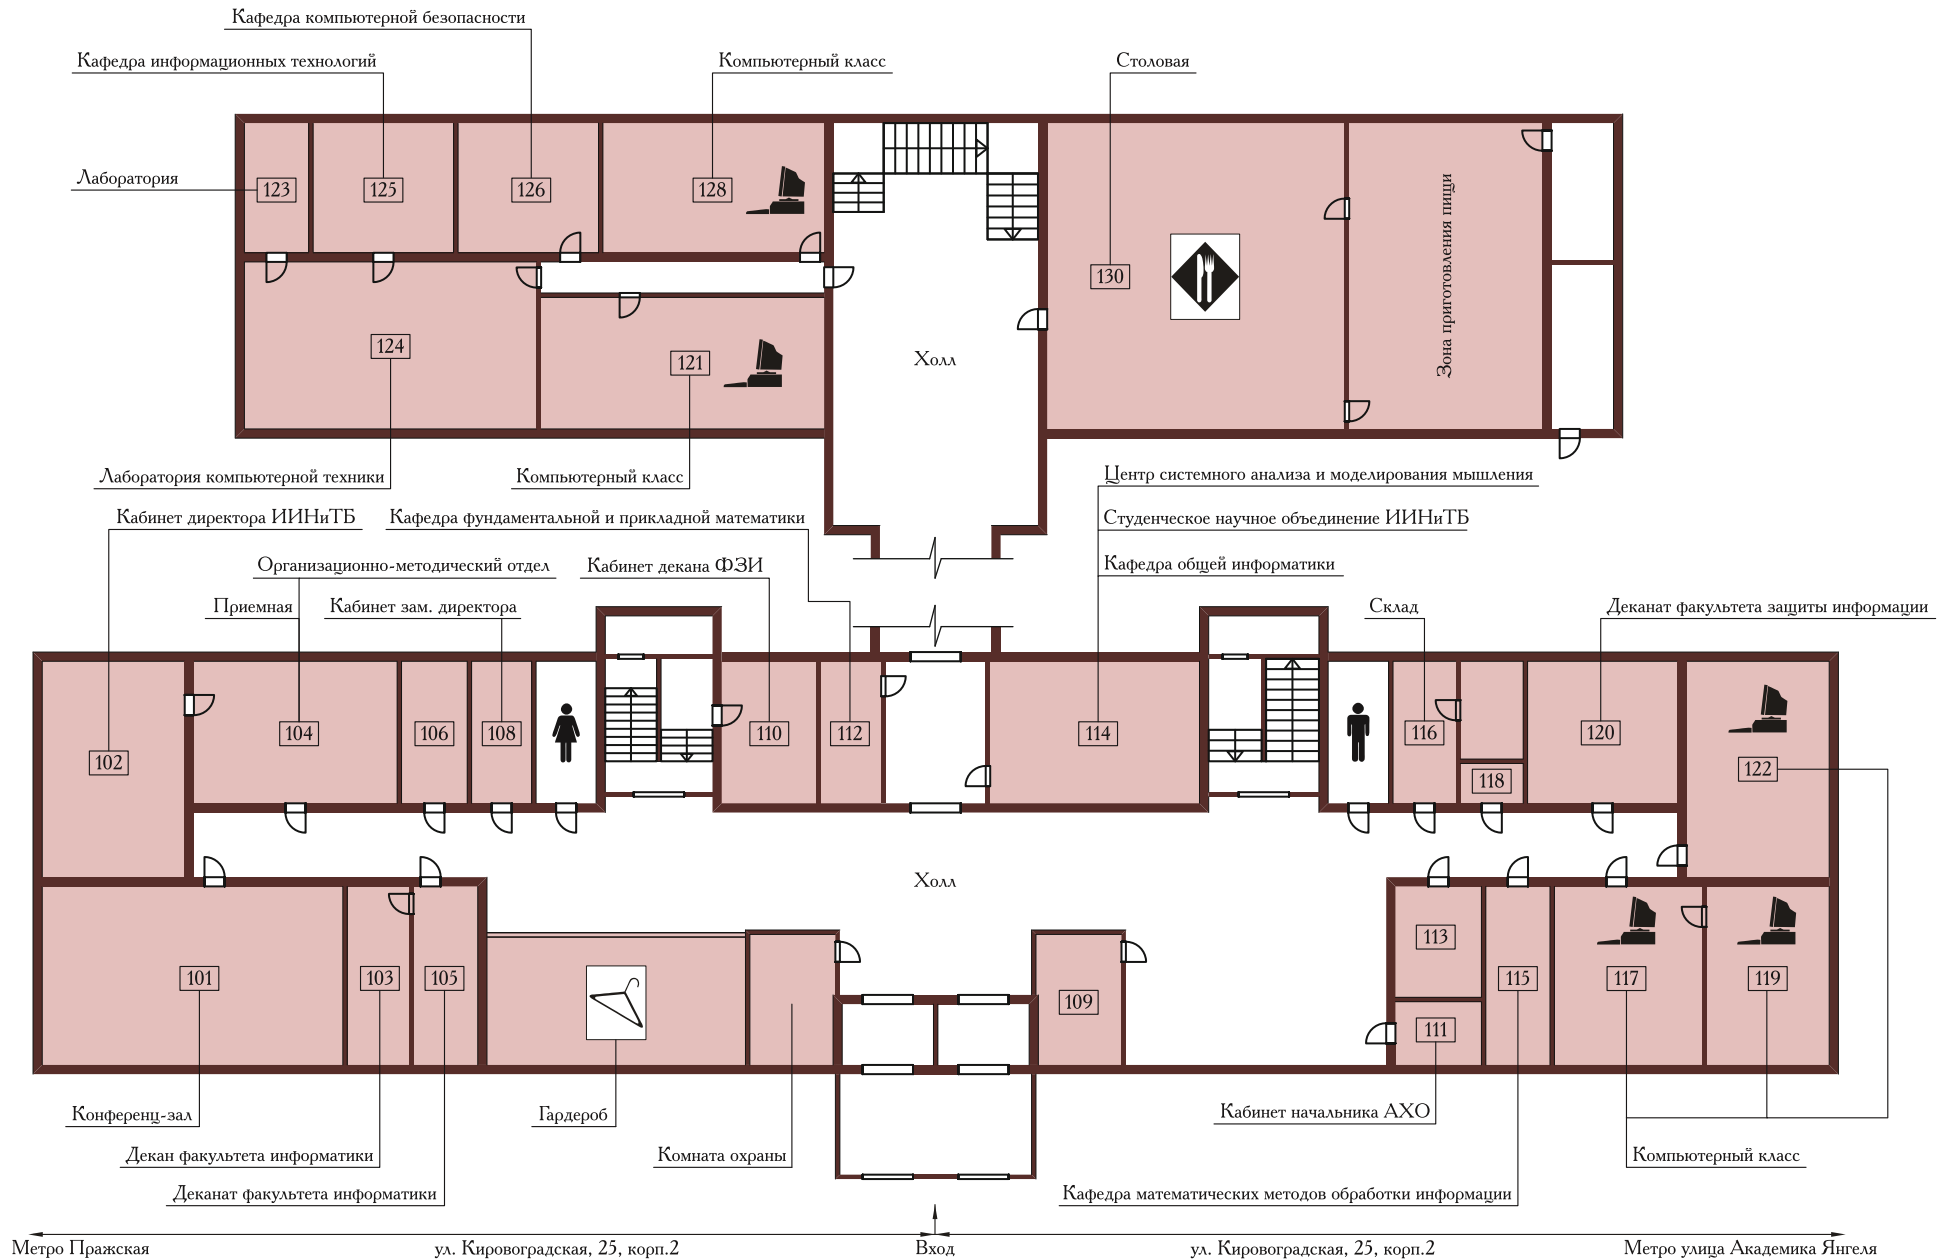 Кафедра компьютерной безопасности
Кафедра информационных технологий
Компьютерный класс
Столовая
Лаборатория
123
125
126
128
130
Зона приготовления пищи
124
121
Холл
Лаборатория компьютерной техники
Компьютерный класс
Центр системного анализа и моделирования мышления
Кабинет директора ИИНиТБ
Кафедра фундаментальной и прикладной математики
Студенческое научное объединение ИИНиТБ
Организационно-методический отдел
Кабинет декана ФЗИ
Кафедра общей информатики
Приемная
Кабинет зам. директора
Склад
Деканат факультета защиты информации
102
104
106
108
110
112
114
116
118
120
122
Холл
101
103
105
109
113
111
115
117
119
Конференц-зал
Гардероб
Кабинет начальника АХО
Декан факультета информатики
Комната охраны
Компьютерный класс
Деканат факультета информатики
Кафедра математических методов обработки информации
Метро Пражская
ул. Кировоградская, 25, корп.2
Вход
ул. Кировоградская, 25, корп.2
Метро улица Академика Янгеля